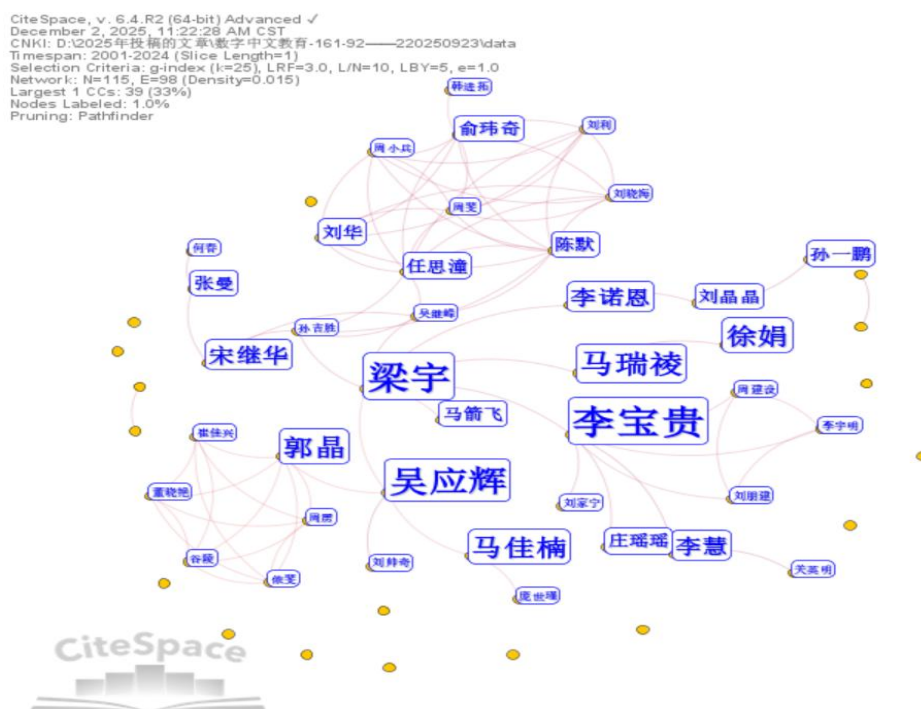 CiteSpace, v. 6.4.R2 (64-bit) Advanced ✓
December 2, 2025, 11:22:28 AM CST
CNKI: D:\2025年投稿的文章\数字中文教育-161-92——220250923\data
Timespan: 2001-2024 (Slice Length=1)
Selection Criteria: g-index (k=25), LRF=3.0, L/N=10, LBY=5, e=1.0
Network: N=115, E=98 (Density=0.015)
Largest 1 CCs: 39 (33%)
Nodes Labeled: 1.0%
Pruning: Pathfinder
韩进拓
俞玮奇
刘利
周小兵
刘晓海
周雯
刘华
陈默
何春
任思潼
孙一鹏
张曼
李诺恩
刘晶晶
吴继峰
孙吉胜
徐娟
宋继华
马瑞祾
梁宇
周建设
马箭飞
李宝贵
李宇明
崔佳兴
郭晶
吴应辉
董晓艳
刘朋建
刘家宁
周愿
庄瑶瑶
李慧
马佳楠
谷陵
刘帅奇
关英明
侬斐
庞世瑾
CiteSpace